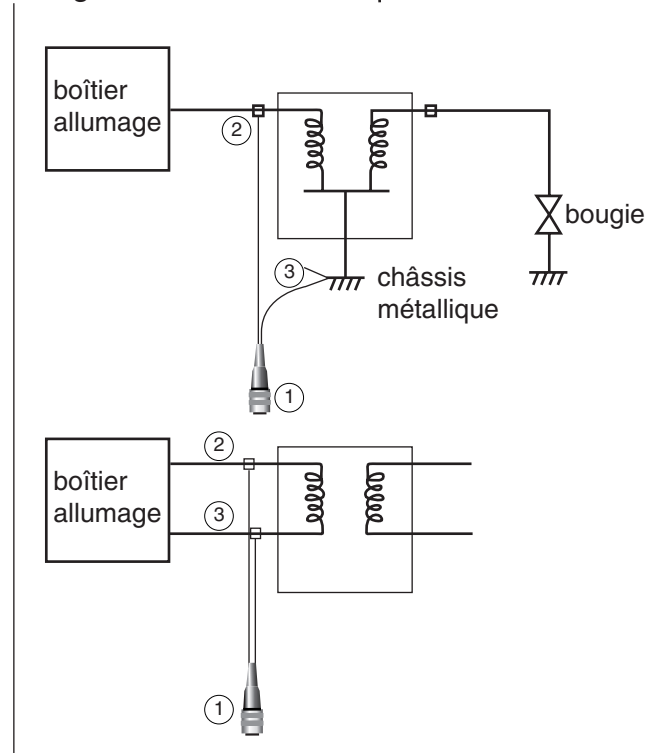 boîtier
allumage
2
bougie
3
châssis
métallique
1
2
boîtier
allumage
3
1